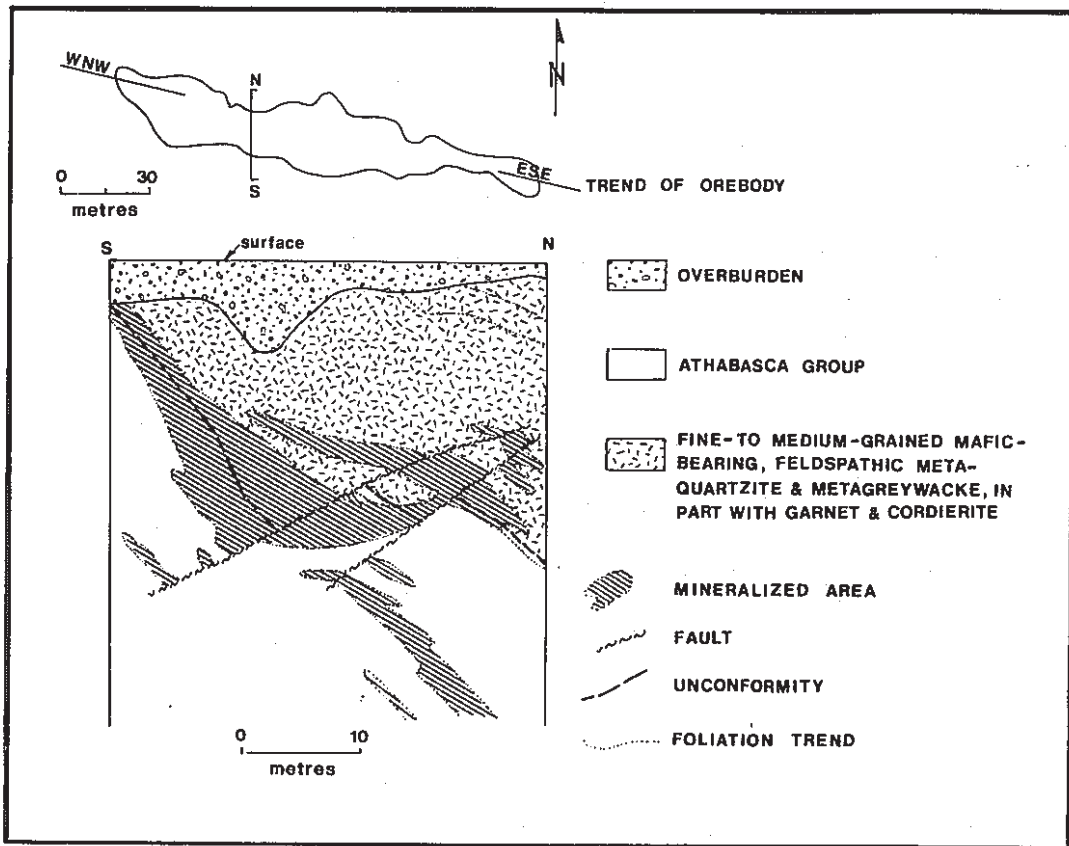 WNW
N
N
S
ESE
TREND OF OREBODY
0 30
metres
S
surface
N
OVERBURDEN
ATHABASCA GROUP
FINE-TO MEDIUM-GRAINED MAFIC-
BEARING, FELDSPATHIC META-
QUARTZITE & METAGREYWACKE, IN
PART WITH GARNET & CORDIERITE
MINERALIZED AREA
FAULT
UNCONFORMITY
FOLIATION TREND
0 10
metres